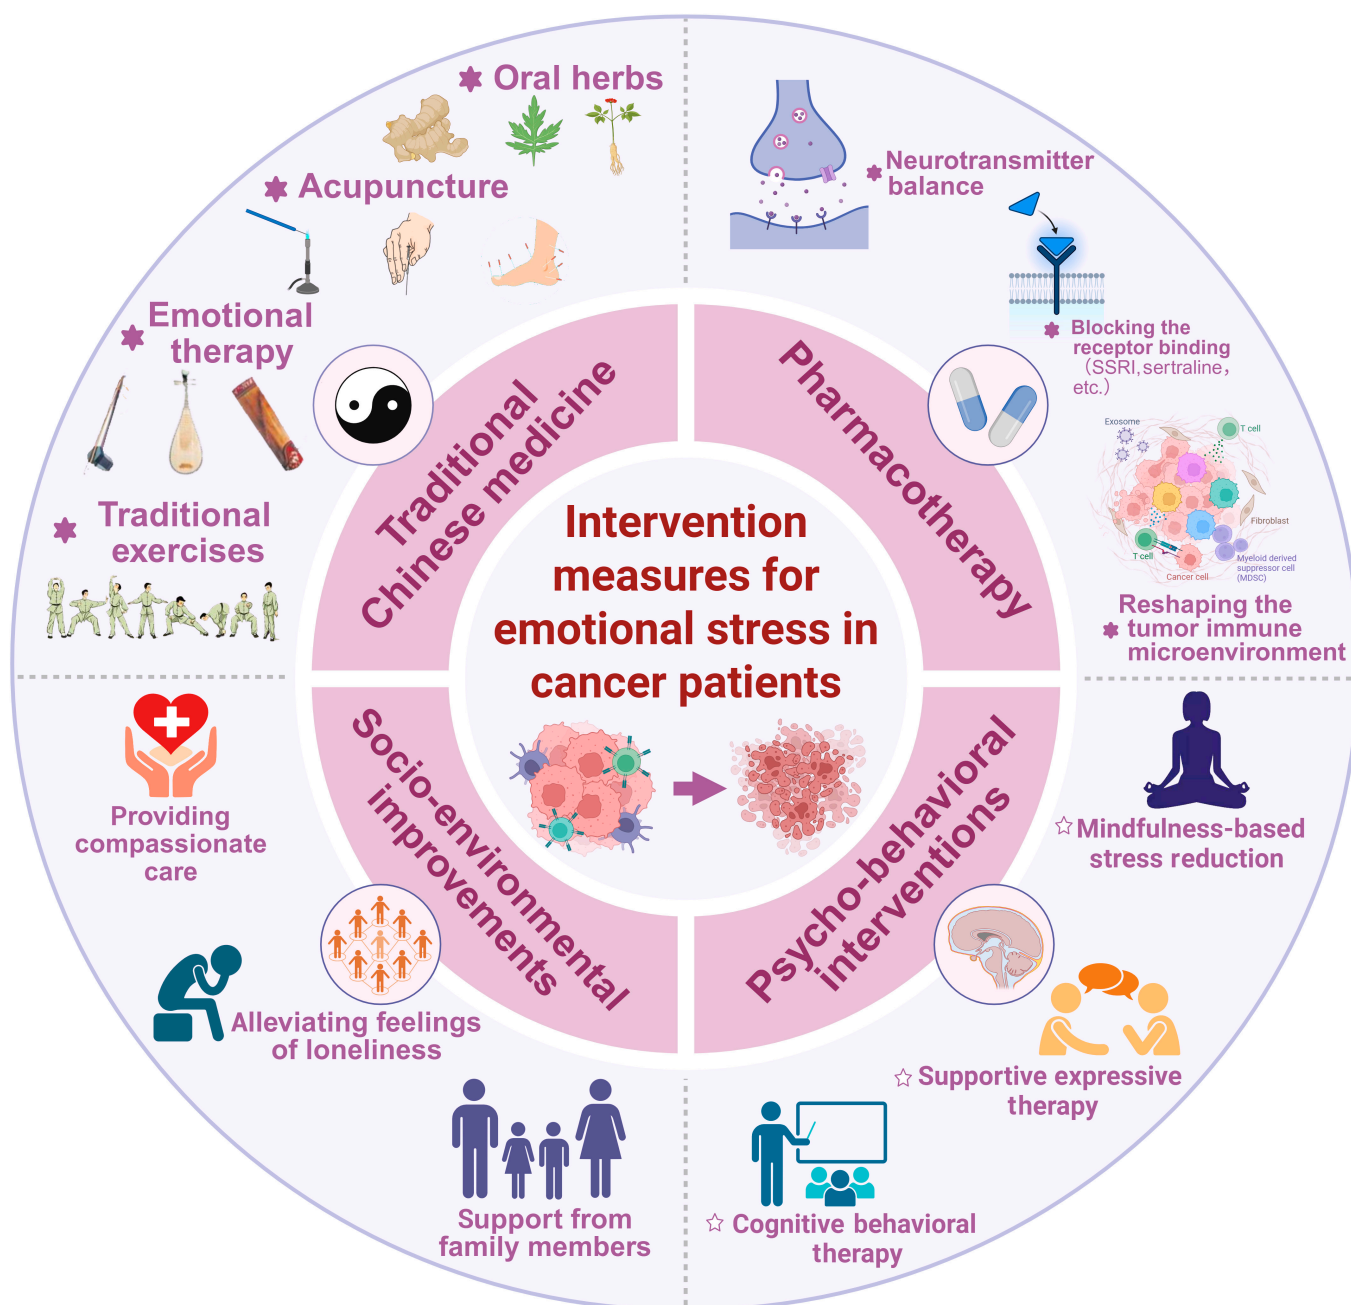 Oral herbs
Acupuncture
Emotional
therapy
Traditional
exercises
Neurotransmitter
balance
Blocking the
receptor binding
（SSRI, sertraline，
etc.）
Exosome
T cell
Fibroblast
T cell
Cancer cell
Myeloid derived
suppressor cell
(MDSC)
Reshaping the
tumor immune
microenvironment
Traditional
Chinese medicine
Pharmacotherapy
Intervention
measures for
emotional stress in
cancer patients
Socio-environmental
improvements
Psycho-behavioral
interventions
Providing
compassionate
care
Alleviating feelings
of loneliness
Support from
family members
Mindfulness-based
stress reduction
Supportive expressive
therapy
Cognitive behavioral
therapy